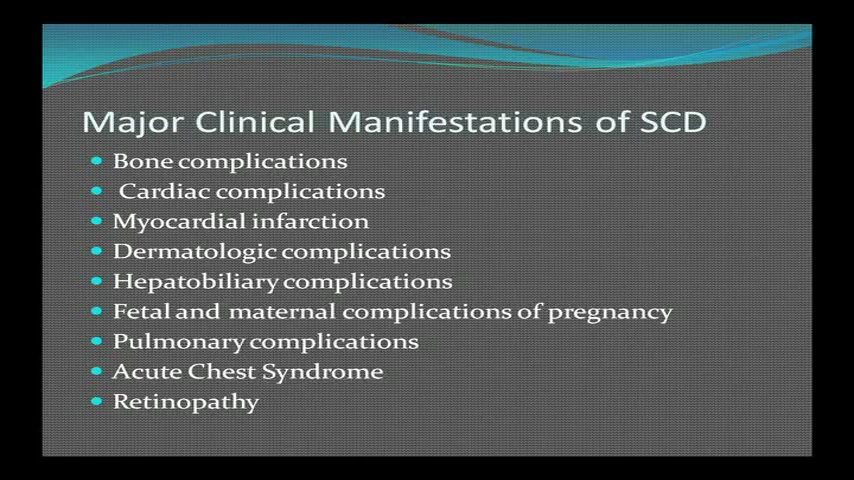 Major Clinical Manifestations of SCD
• Bone complications
• Cardiac complications
• Myocardial infarction
• Dermatologic complications
• Hepatobiliary complications
• Fetal and maternal complications of pregnancy
• Pulmonary complications
• Acute Chest Syndrome
• Retinopathy